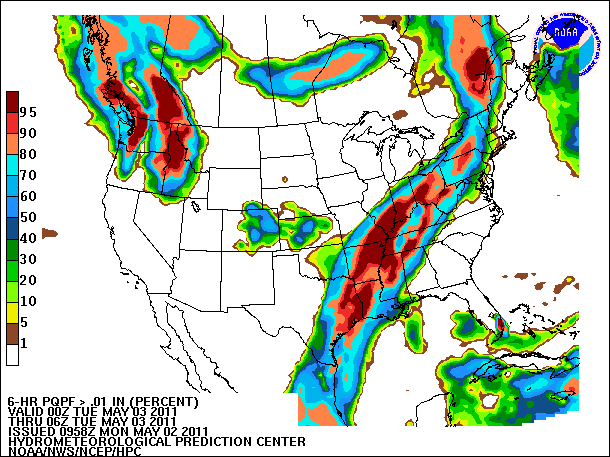 NOAA
95
90
80
70
60
50
40
30
20
10
5
1
6-HR PQPF > .01 IN (PERCENT)
VALID 00Z TUE MAY 03 2011
THRU 06Z TUE MAY 03 2011
ISSUED 0958Z MON MAY 02 2011
HYDROMETEOROLOGICAL PREDICTION CENTER
NOAA/NWS/NCEP/HPC